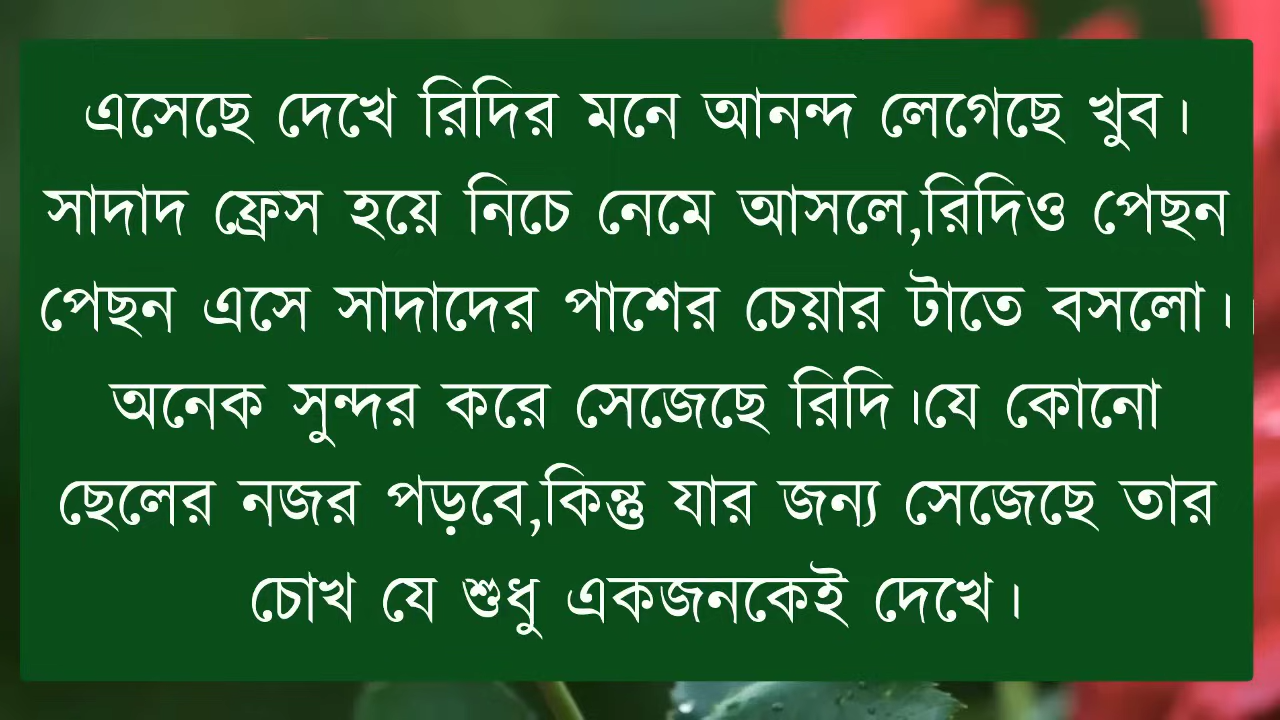 এসেছে দেখে রিদির মনে আনন্দ লেগেছে খুব।
সাদাদ ফ্রেস হয়ে নিচে নেমে আসলে,রিদিও পেছন
পেছন এসে সাদাদের পাশের চেয়ার টাতে বসলো।
অনেক সুন্দর করে সেজেছে রিদি।যে কোনো
ছেলের নজর পড়বে,কিন্তু যার জন্য সেজেছে তার
চোখ যে শুধু একজনকেই দেখে।